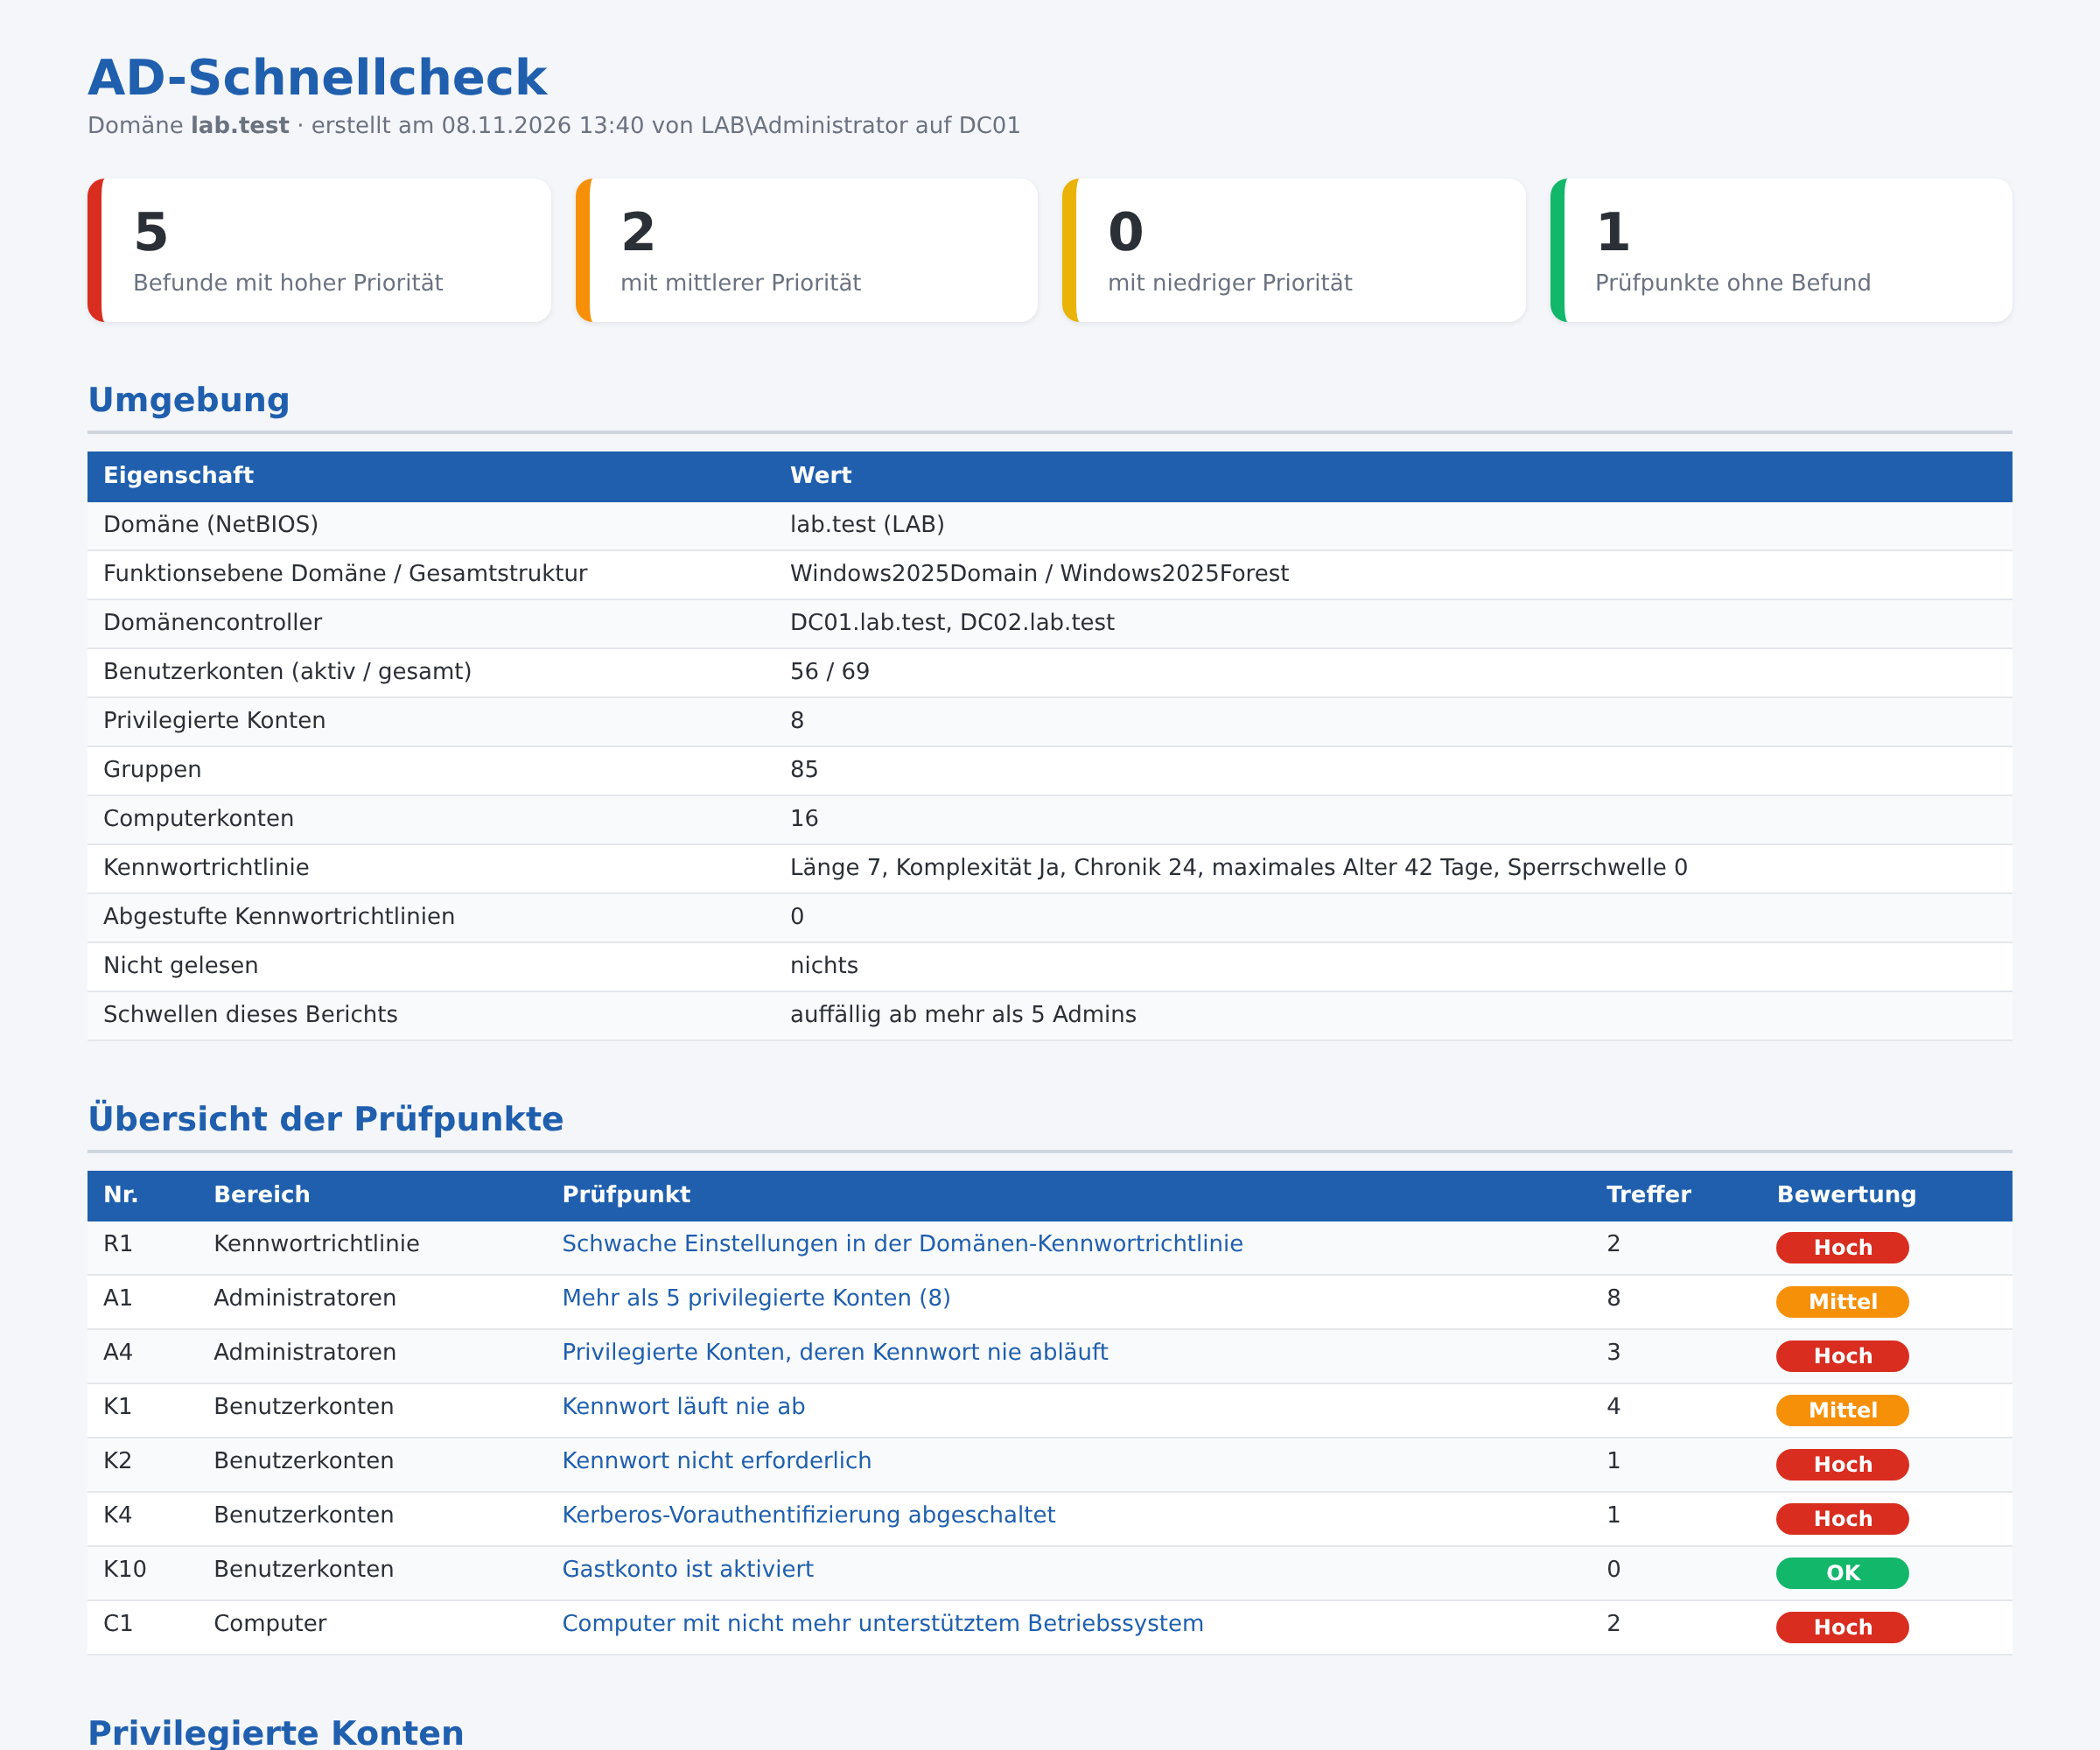 AD-Schnellcheck
Domäne lab.test · erstellt am 08.11.2026 13:40 von LAB\Administrator auf DC01
5
Befunde mit hoher Priorität
2
mit mittlerer Priorität
0
mit niedriger Priorität
1
Prüfpunkte ohne Befund
Umgebung
Eigenschaft Wert
Domäne (NetBIOS) lab.test (LAB)
Funktionsebene Domäne / Gesamtstruktur Windows2025Domain / Windows2025Forest
Domänencontroller DC01.lab.test, DC02.lab.test
Benutzerkonten (aktiv / gesamt) 56 / 69
Privilegierte Konten 8
Gruppen 85
Computerkonten 16
Kennwortrichtlinie Länge 7, Komplexität Ja, Chronik 24, maximales Alter 42 Tage, Sperrschwelle 0
Abgestufte Kennwortrichtlinien 0
Nicht gelesen nichts
Schwellen dieses Berichts auffällig ab mehr als 5 Admins
Übersicht der Prüfpunkte
Nr. Bereich Prüfpunkt Treffer Bewertung
R1 Kennwortrichtlinie Schwache Einstellungen in der Domänen-Kennwortrichtlinie 2 Hoch
A1 Administratoren Mehr als 5 privilegierte Konten (8) 8 Mittel
A4 Administratoren Privilegierte Konten, deren Kennwort nie abläuft 3 Hoch
K1 Benutzerkonten Kennwort läuft nie ab 4 Mittel
K2 Benutzerkonten Kennwort nicht erforderlich 1 Hoch
K4 Benutzerkonten Kerberos-Vorauthentifizierung abgeschaltet 1 Hoch
K10 Benutzerkonten Gastkonto ist aktiviert 0 OK
C1 Computer Computer mit nicht mehr unterstütztem Betriebssystem 2 Hoch
Privilegierte Konten